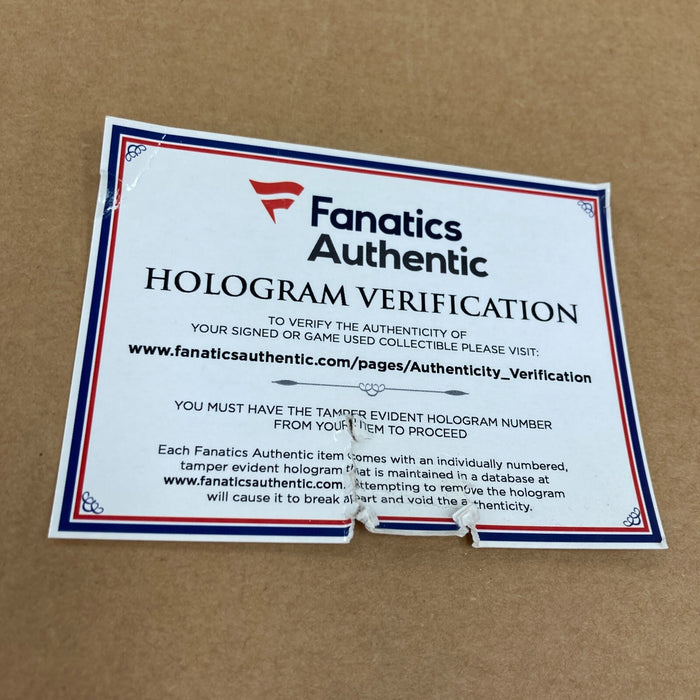 Fanatics
Authentic
HOLOGRAM VERIFICATION
TO VERIFY THE AUTHENTICITY OF
YOUR SIGNED OR GAME USED COLLECTIBLE PLEASE VISIT:
www.fanaticsauthentic.com/pages/Authenticity_Verification
YOU MUST HAVE THE TAMPER EVIDENT HOLOGRAM NUMBER
FROM YOUR ITEM TO PROCEED
Each Fanatics Authentic item comes with an individually numbered,
tamper evident hologram that is maintained in a database at
www.fanaticsauthentic.com. Attempting to remove the hologram
will cause it to break apart and void the authenticity.